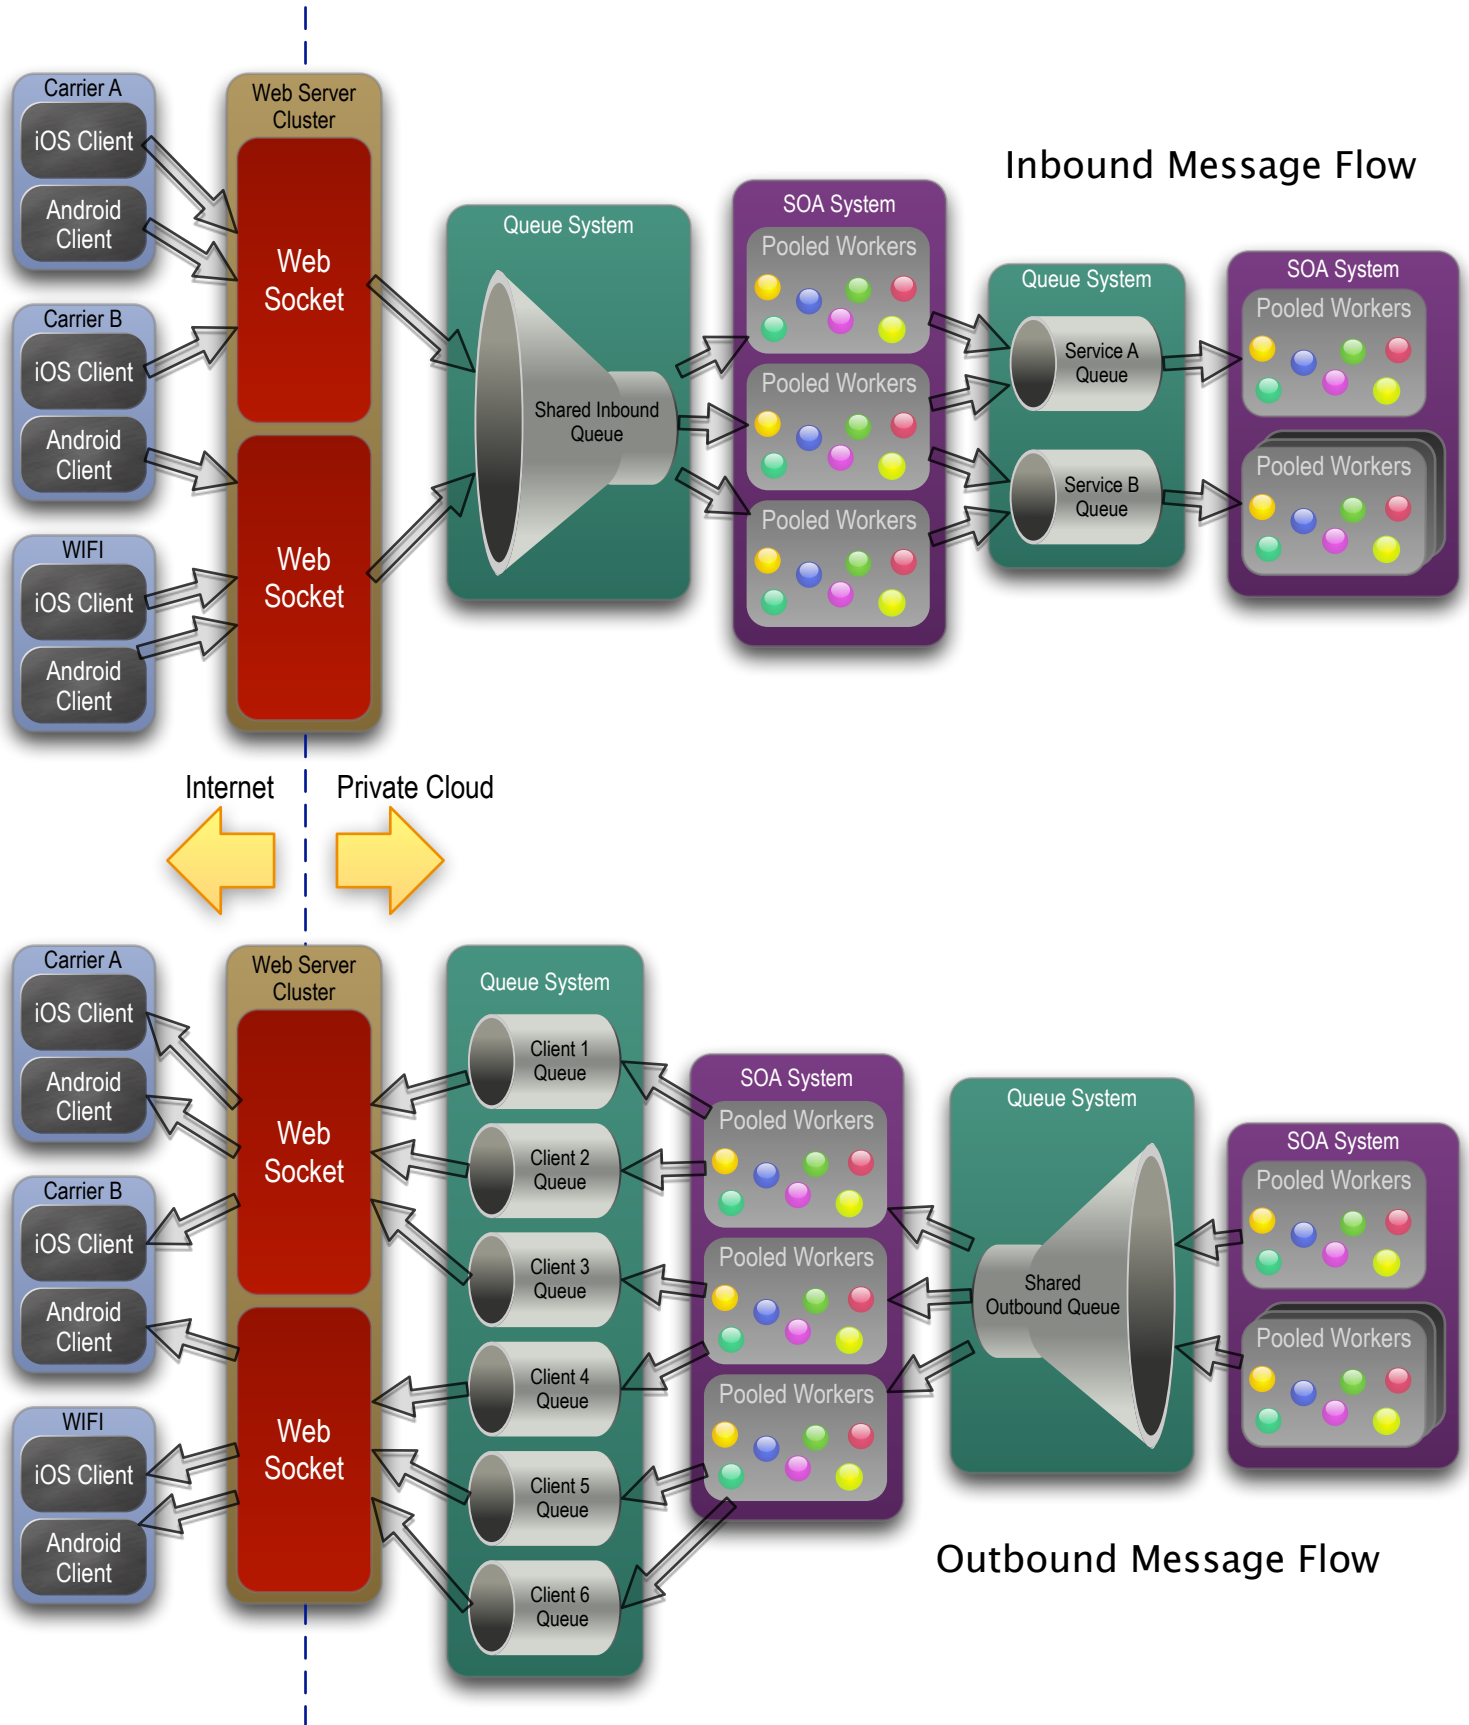 Carrier A
iOS Client
Android
Client
Carrier B
iOS Client
Android
Client
WIFI
iOS Client
Android
Client
Web Server
Cluster
Web
Socket
Web
Socket
Queue System
Shared Inbound
Queue
SOA System
Pooled Workers
Pooled Workers
Pooled Workers
Inbound Message Flow
Queue System
Service A
Queue
Service B
Queue
SOA System
Pooled Workers
Pooled Workers
Internet
Private Cloud
Carrier A
iOS Client
Android
Client
Carrier B
iOS Client
Android
Client
WIFI
iOS Client
Android
Client
Web Server
Cluster
Web
Socket
Web
Socket
Queue System
Client 1
Queue
Client 2
Queue
Client 3
Queue
Client 4
Queue
Client 5
Queue
Client 6
Queue
SOA System
Pooled Workers
Pooled Workers
Pooled Workers
Queue System
Shared
Outbound Queue
SOA System
Pooled Workers
Pooled Workers
Outbound Message Flow